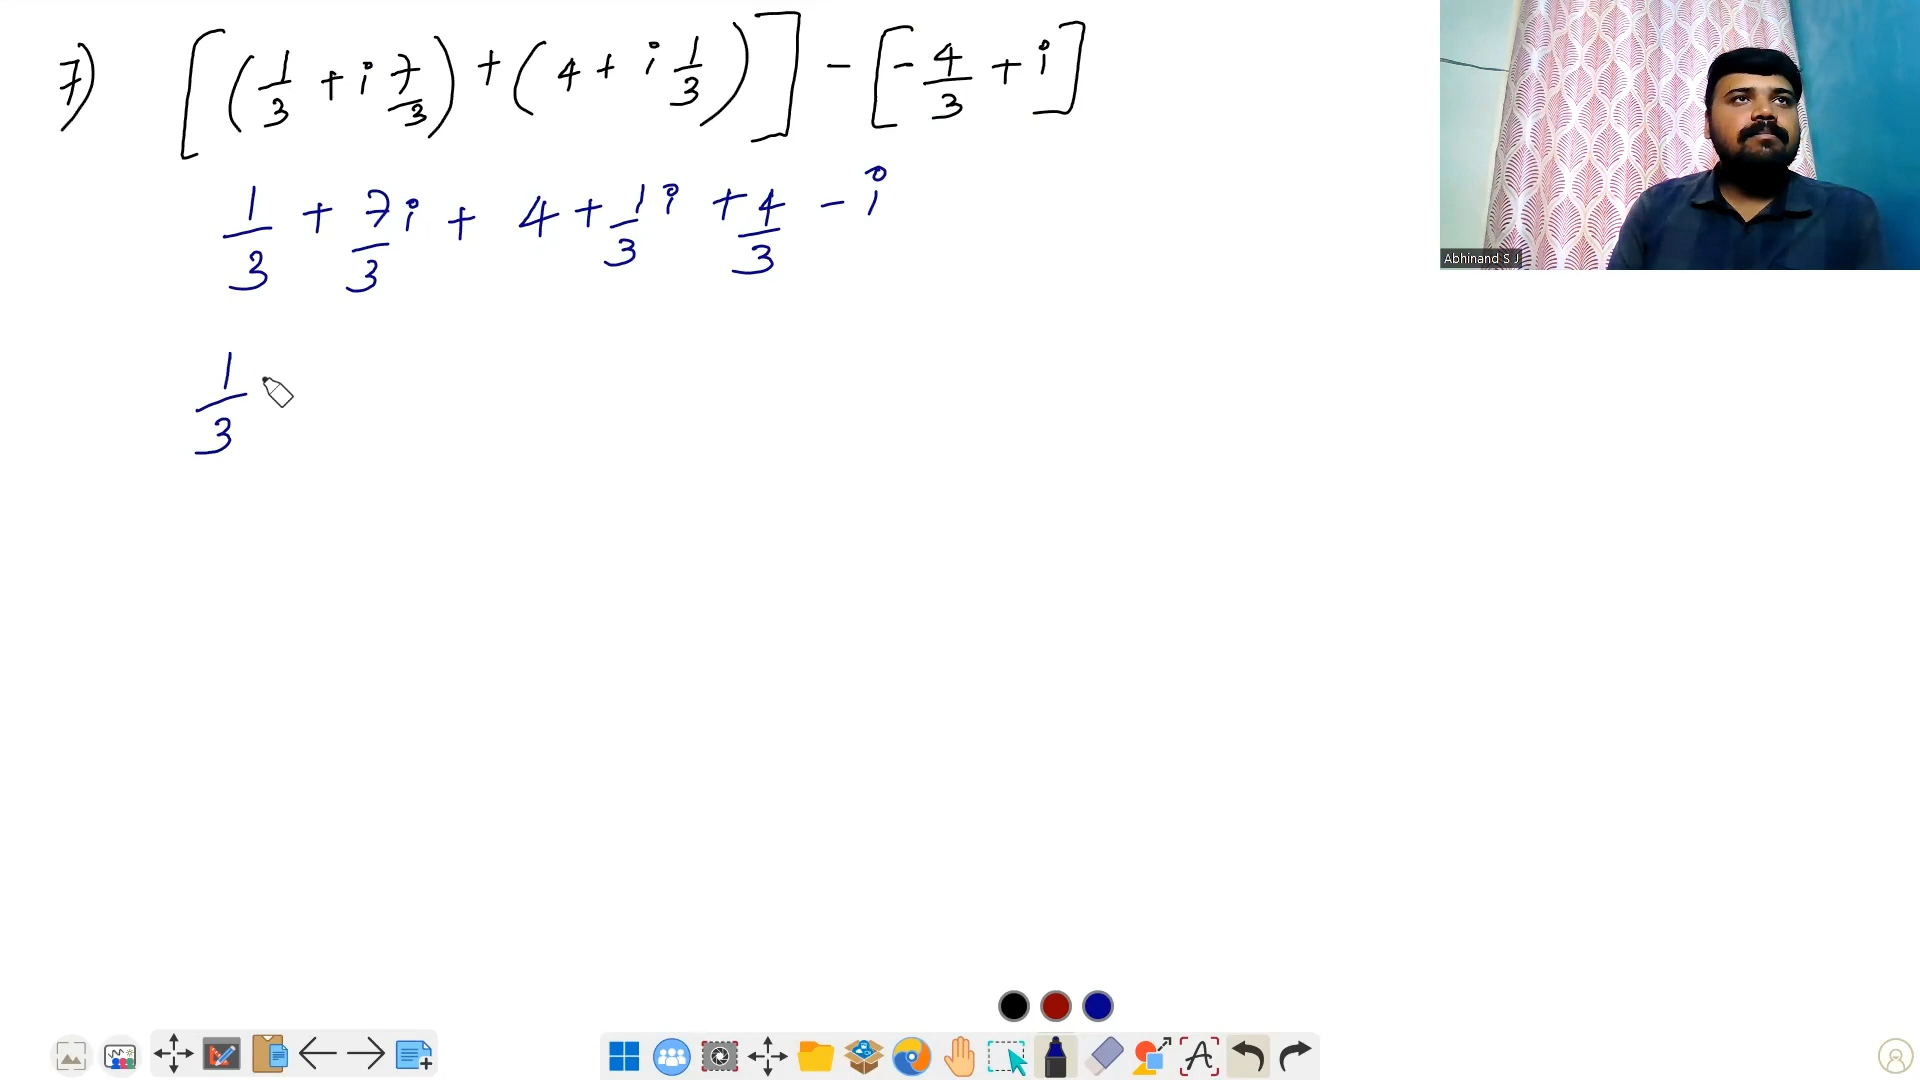 7) [(1/3 + i 7/3) + (4 + i 1/3)] - [-4/3 + i]
1/3 + 7/3 i + 4 + 1/3 i + 4/3 - i
1/3
Abhinand S J